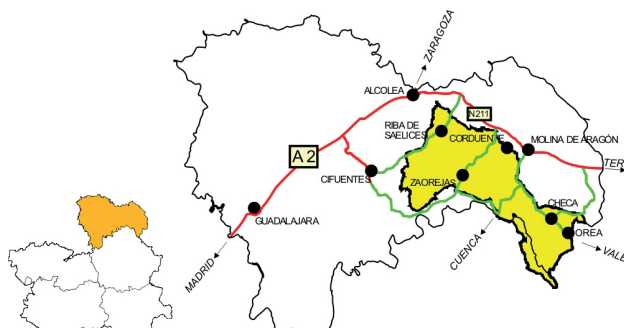 ZARAGOZA
ALCOLEA
N211
RIBA DE
SAELICES
CORDUENTE
MOLINA DE ARAGÓN
A 2
TER
CIFUENTES
ZAOREJAS
CHECA
GUADALAJARA
OREA
CUENCA
VALE
MADRID